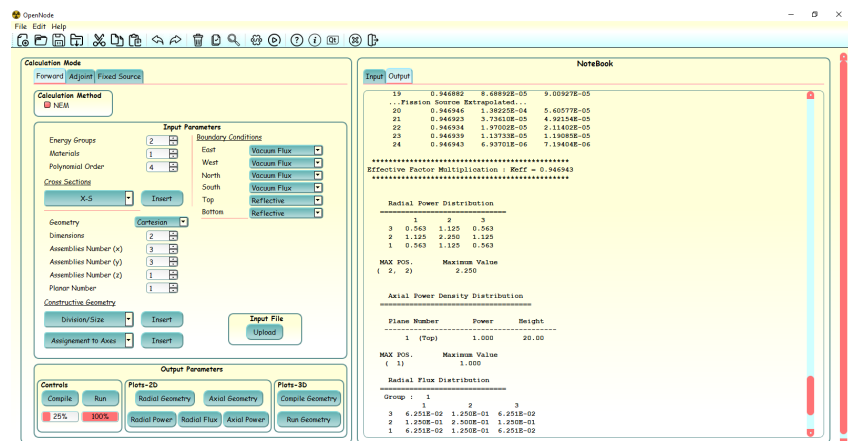 OpenNode
File Edit Help
Calculation Mode
Forward Adjoint Fixed Source
Calculation Method
NEM
Input Parameters
Energy Groups 2
Materials 1
Polynomial Order 4
Cross Sections
X-S Insert
Geometry Cartesian
Dimensions 2
Assemblies Number (x) 3
Assemblies Number (y) 3
Assemblies Number (z) 1
Planar Number 1
Constructive Geometry
Division/Size Insert
Assignement to Axes Insert
Boundary Conditions
East Vacuum Flux
West Vacuum Flux
North Vacuum Flux
South Vacuum Flux
Top Reflective
Bottom Reflective
Input File
Upload
Output Parameters
Controls
Compile Run
25% 100%
Plots-2D
Radial Geometry Axial Geometry
Radial Power Radial Flux Axial Power
Plots-3D
Compile Geometry
Run Geometry
NoteBook
Input Output
19 0.946882 8.68892E-05 9.00927E-05
...Fission Source Extrapolated...
20 0.946946 1.38225E-04 5.60577E-05
21 0.946923 3.73610E-05 4.92154E-05
22 0.946934 1.97002E-05 2.11402E-05
23 0.946939 1.13733E-05 1.19085E-05
24 0.946943 6.93701E-06 7.19404E-06
************************************************
Effective Factor Multiplication : Keff = 0.946943
************************************************
Radial Power Distribution
==============================
1 2 3
3 0.563 1.125 0.563
2 1.125 2.250 1.125
1 0.563 1.125 0.563
MAX POS. Maximum Value
( 2, 2) 2.250
Axial Power Density Distribution
====================================
Plane Number Power Height
-----------------------------------------
1 (Top) 1.000 20.00
MAX POS. Maximum Value
( 1) 1.000
Radial Flux Distribution
==============================
Group : 1
1 2 3
3 6.251E-02 1.250E-01 6.251E-02
2 1.250E-01 2.500E-01 1.250E-01
1 6.251E-02 1.250E-01 6.251E-02